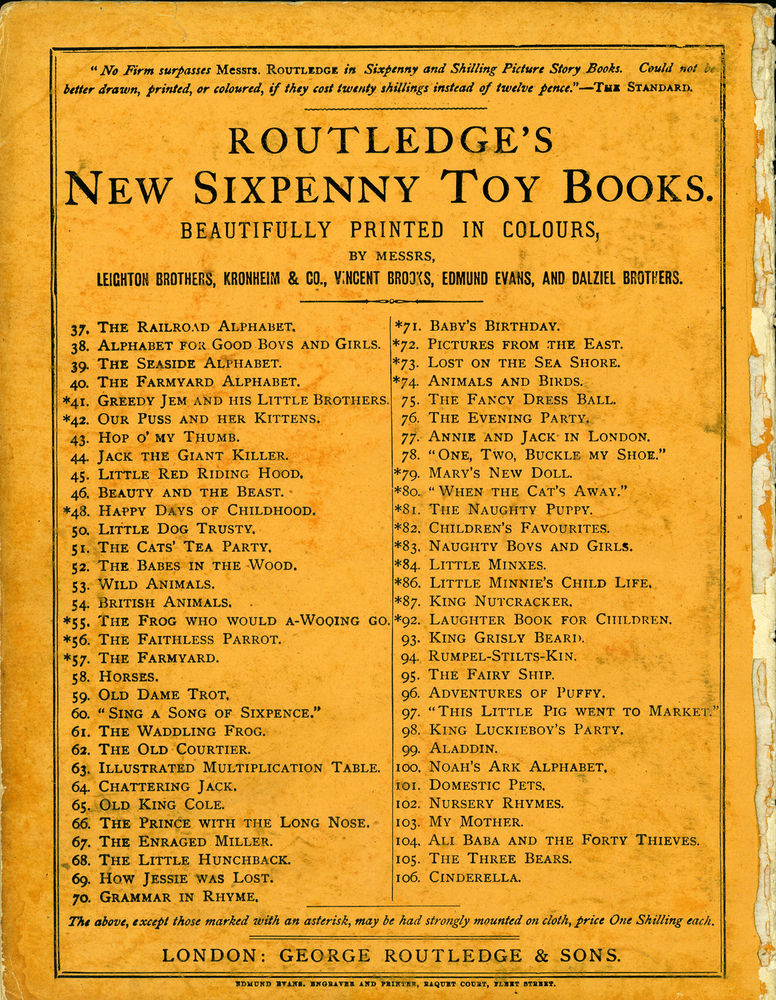 “No Firm surpasses Messrs. ROUTLEDGE in Sixpenny and Shilling Picture Story Books. Could not be
better drawn, printed, or coloured, if they cost twenty shillings instead of twelve pence.”—THE STANDARD.
ROUTLEDGE’S
NEW SIXPENNY TOY BOOKS.
BEAUTIFULLY PRINTED IN COLOURS,
BY MESSRS,
LEIGHTON BROTHERS, KRONHEIM & CO., VINCENT BROOKS, EDMUND EVANS, AND DALZIEL BROTHERS.
37. THE RAILROAD ALPHABET.
38. ALPHABET FOR GOOD BOYS AND GIRLS.
39. THE SEASIDE ALPHABET.
40. THE FARMYARD ALPHABET.
*41. GREEDY JEM AND HIS LITTLE BROTHERS.
*42. OUR PUSS AND HER KITTENS.
43. HOP O’ MY THUMB.
44. JACK THE GIANT KILLER.
45. LITTLE RED RIDING HOOD.
46. BEAUTY AND THE BEAST.
*48. HAPPY DAYS OF CHILDHOOD.
50. LITTLE DOG TRUSTY.
51. THE CATS’ TEA PARTY.
52. THE BABES IN THE WOOD.
53. WILD ANIMALS.
54. BRITISH ANIMALS.
*55. THE FROG WHO WOULD A-WOOING GO.
*56. THE FAITHLESS PARROT.
*57. THE FARMYARD.
58. HORSES.
59. OLD DAME TROT.
60. “SING A SONG OF SIXPENCE.”
61. THE WADDLING FROG.
62. THE OLD COURTIER.
63. ILLUSTRATED MULTIPLICATION TABLE.
64. CHATTERING JACK.
65. OLD KING COLE.
66. THE PRINCE WITH THE LONG NOSE.
67. THE ENRAGED MILLER.
68. THE LITTLE HUNCHBACK.
69. HOW JESSIE WAS LOST.
70. GRAMMAR IN RHYME.
*71. BABY’S BIRTHDAY.
*72. PICTURES FROM THE EAST.
*73. LOST ON THE SEA SHORE.
*74. ANIMALS AND BIRDS.
75. THE FANCY DRESS BALL.
76. THE EVENING PARTY.
77. ANNIE AND JACK IN LONDON.
78. “ONE, TWO, BUCKLE MY SHOE.”
*79. MARY’S NEW DOLL.
*80. “WHEN THE CAT’S AWAY.”
*81. THE NAUGHTY PUPPY.
*82. CHILDREN’S FAVOURITES.
*83. NAUGHTY BOYS AND GIRLS.
*84. LITTLE MINXES.
*86. LITTLE MINNIE’S CHILD LIFE.
*87. KING NUTCRACKER.
*92. LAUGHTER BOOK FOR CHILDREN.
93. KING GRISLY BEARD.
94. RUMPEL-STILTS-KIN.
95. THE FAIRY SHIP.
96. ADVENTURES OF PUFFY.
97. “THIS LITTLE PIG WENT TO MARKET.”
98. KING LUCKIEBOY’S PARTY.
99. ALADDIN.
100. NOAH’S ARK ALPHABET.
101. DOMESTIC PETS.
102. NURSERY RHYMES.
103. MY MOTHER.
104. ALI BABA AND THE FORTY THIEVES.
105. THE THREE BEARS.
106. CINDERELLA.
The above, except those marked with an asterisk, may be had strongly mounted on cloth, price One Shilling each.
LONDON: GEORGE ROUTLEDGE & SONS.
EDMUND EVANS, ENGRAVER AND PRINTER, RAQUET COURT, FLEET STREET.